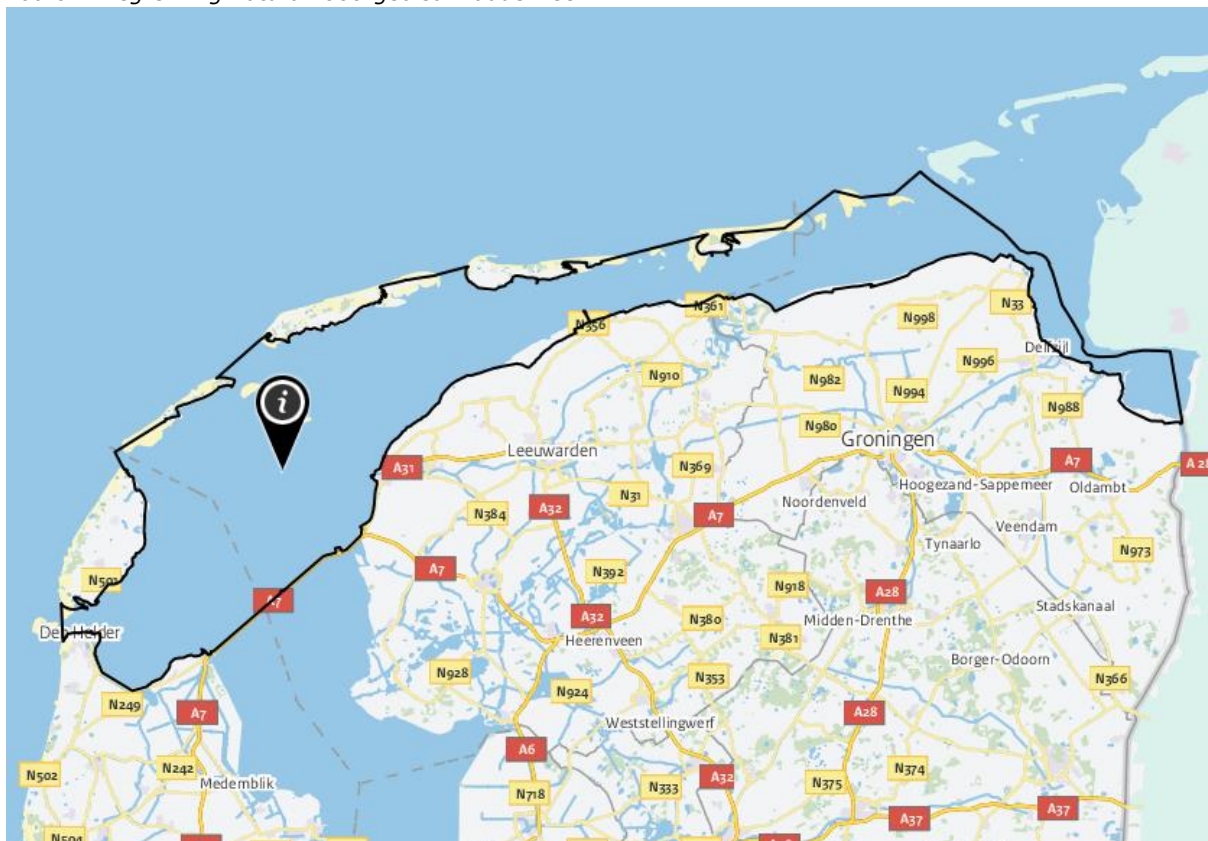 N361
N33
N356
N998
Delfzijl
N996
N910
N982
N994
N988
N980
Groningen
Leeuwarden
A31
N369
A7
A 28
Hoogezand-Sappemeer
Oldambt
Noordenveld
N31
A32
N384
A7
Veendam
Tynaarlo
N973
A7
N392
N918
A28
N501
A7
Stadskanaal
A32
N380
Midden-Drenthe
Den Helder
Heerenveen
N381
Borger-Odoorn
N928
N353
N366
N924
N249
A7
A28
Weststellingwerf
A6
N242
N502
Medemblik
A32
N374
N718
N333
N375
A37
A37
N504